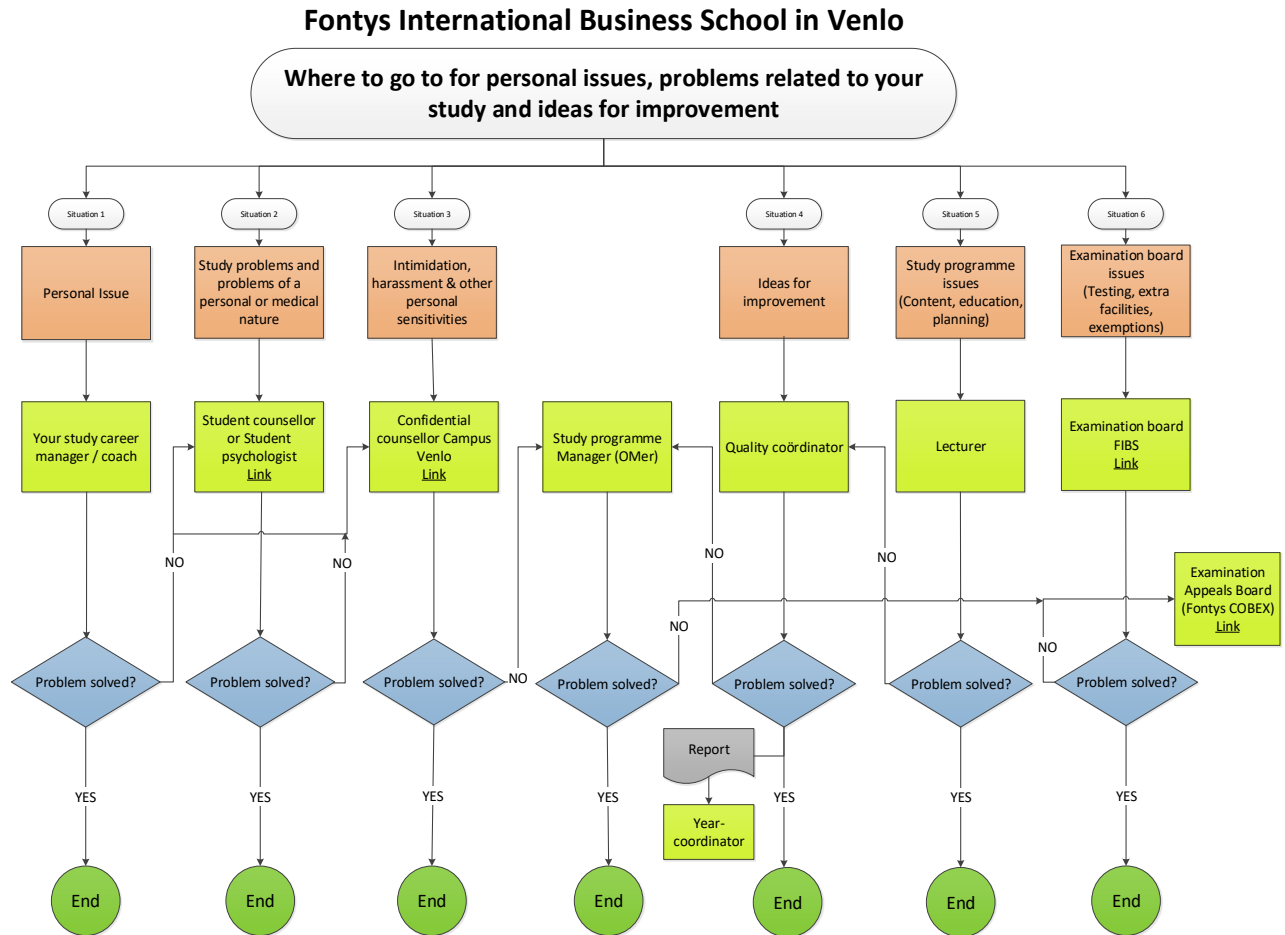 Fontys International Business School in Venlo
Where to go to for personal issues, problems related to your
study and ideas for improvement
Situation 1
Situation 2
Situation 3
Situation 4
Situation 5
Situation 6
Personal Issue
Study problems and
problems of a
personal or medical
nature
Intimidation,
harassment & other
personal
sensitivities
Ideas for
improvement
Study programme
issues
(Content, education,
planning)
Examination board
issues
(Testing, extra
facilities,
exemptions)
Your study career
manager / coach
Student counsellor
or Student
psychologist
Link
Confidential
counsellor Campus
Venlo
Link
Study programme
Manager (OMer)
Quality coördinator
Lecturer
Examination board
FIBS
Link
NO
NO
NO
NO
NO
NO
NO
Examination
Appeals Board
(Fontys COBEX)
Link
Problem solved?
Problem solved?
Problem solved?
Problem solved?
Problem solved?
Problem solved?
Problem solved?
Report
Year-
coordinator
YES
YES
YES
YES
YES
YES
YES
End
End
End
End
End
End
End